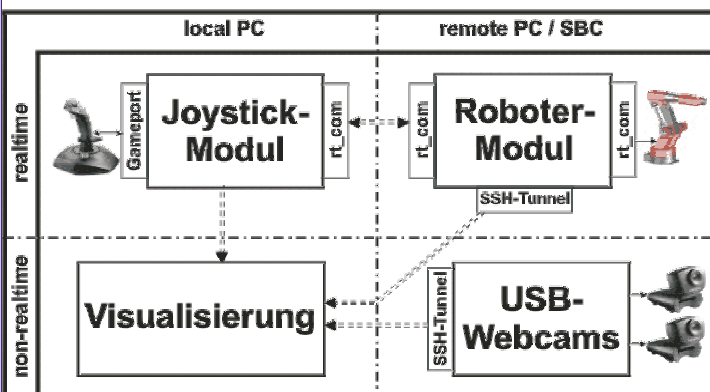 local PC
remote PC / SBC
realtime
Gameport
Joystick-
Modul
rt_com
rt_com
Roboter-
Modul
rt_com
SSH-Tunnel
non-realtime
Visualisierung
SSH-Tunnel
USB-
Webcams